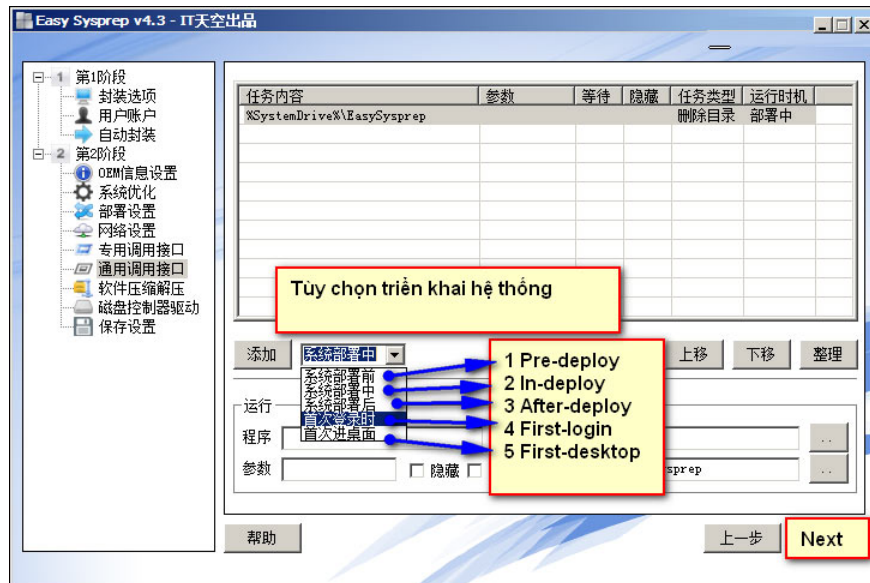 Easy Sysprep v4.3 - IT天空出品
第1阶段
封装选项
用户账户
自动封装
第2阶段
OEM信息设置
系统优化
部署设置
网络设置
专用调用接口
通用调用接口
软件压缩解压
磁盘控制器驱动
保存设置
任务内容 参数 等待 隐藏 任务类型 运行时机
%SystemDrive%\EasySysprep 删除目录 部署中
Tùy chọn triển khai hệ thống
添加 系统部署中 上移 下移 整理
系统部署前
系统部署中
系统部署后
首次登录时
首次进桌面
1 Pre-deploy
2 In-deploy
3 After-deploy
4 First-login
5 First-desktop
运行
程序 ..
参数 隐藏 sprep ..
帮助 上一步 Next